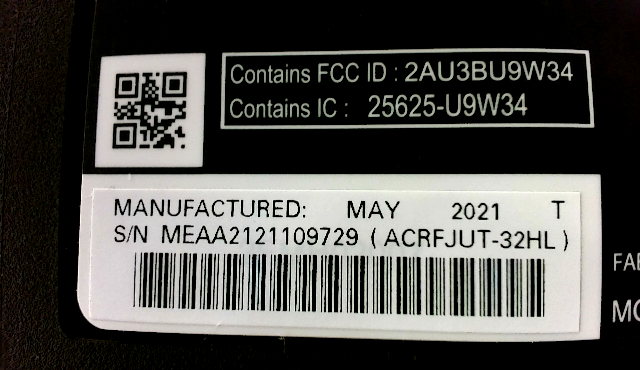 Contains FCC ID : 2AU3BU9W34
Contains IC : 25625-U9W34
MANUFACTURED: MAY 2021 T
S/N MEAA2121109729 ( ACRFJUT-32HL )